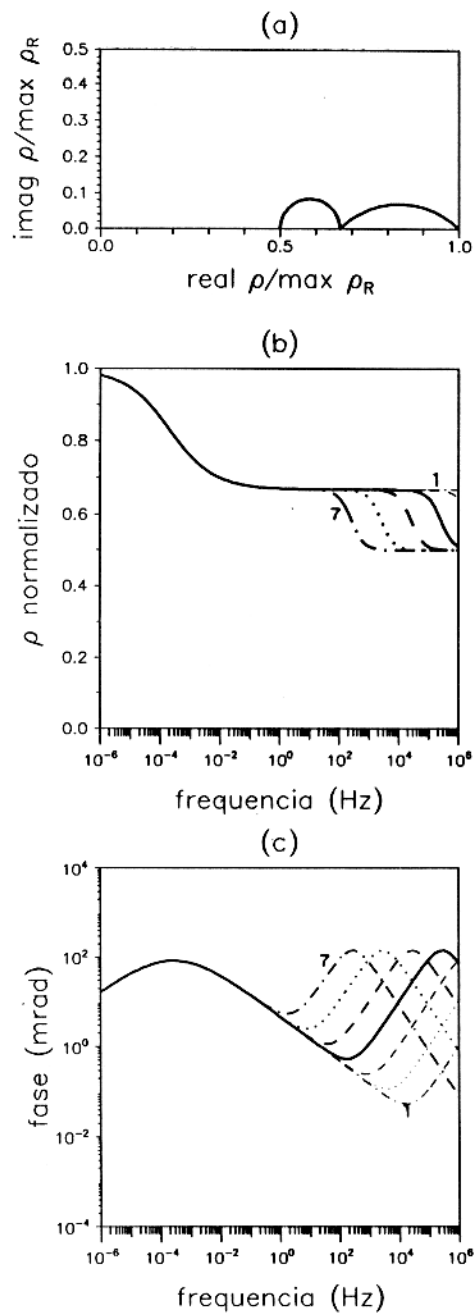 (a)
imag ρ/max ρ_R
0.5
0.4
0.3
0.2
0.1
0.0
0.0 0.5 1.0
real ρ/max ρ_R
(b)
ρ normalizado
1.0
0.8
0.6
0.4
0.2
0.0
1
7
10⁻⁶ 10⁻⁴ 10⁻² 10⁰ 10² 10⁴ 10⁶
frequencia (Hz)
(c)
fase (mrad)
10⁴
10²
10⁰
10⁻²
10⁻⁴
7
1
10⁻⁶ 10⁻⁴ 10⁻² 10⁰ 10² 10⁴ 10⁶
frequencia (Hz)